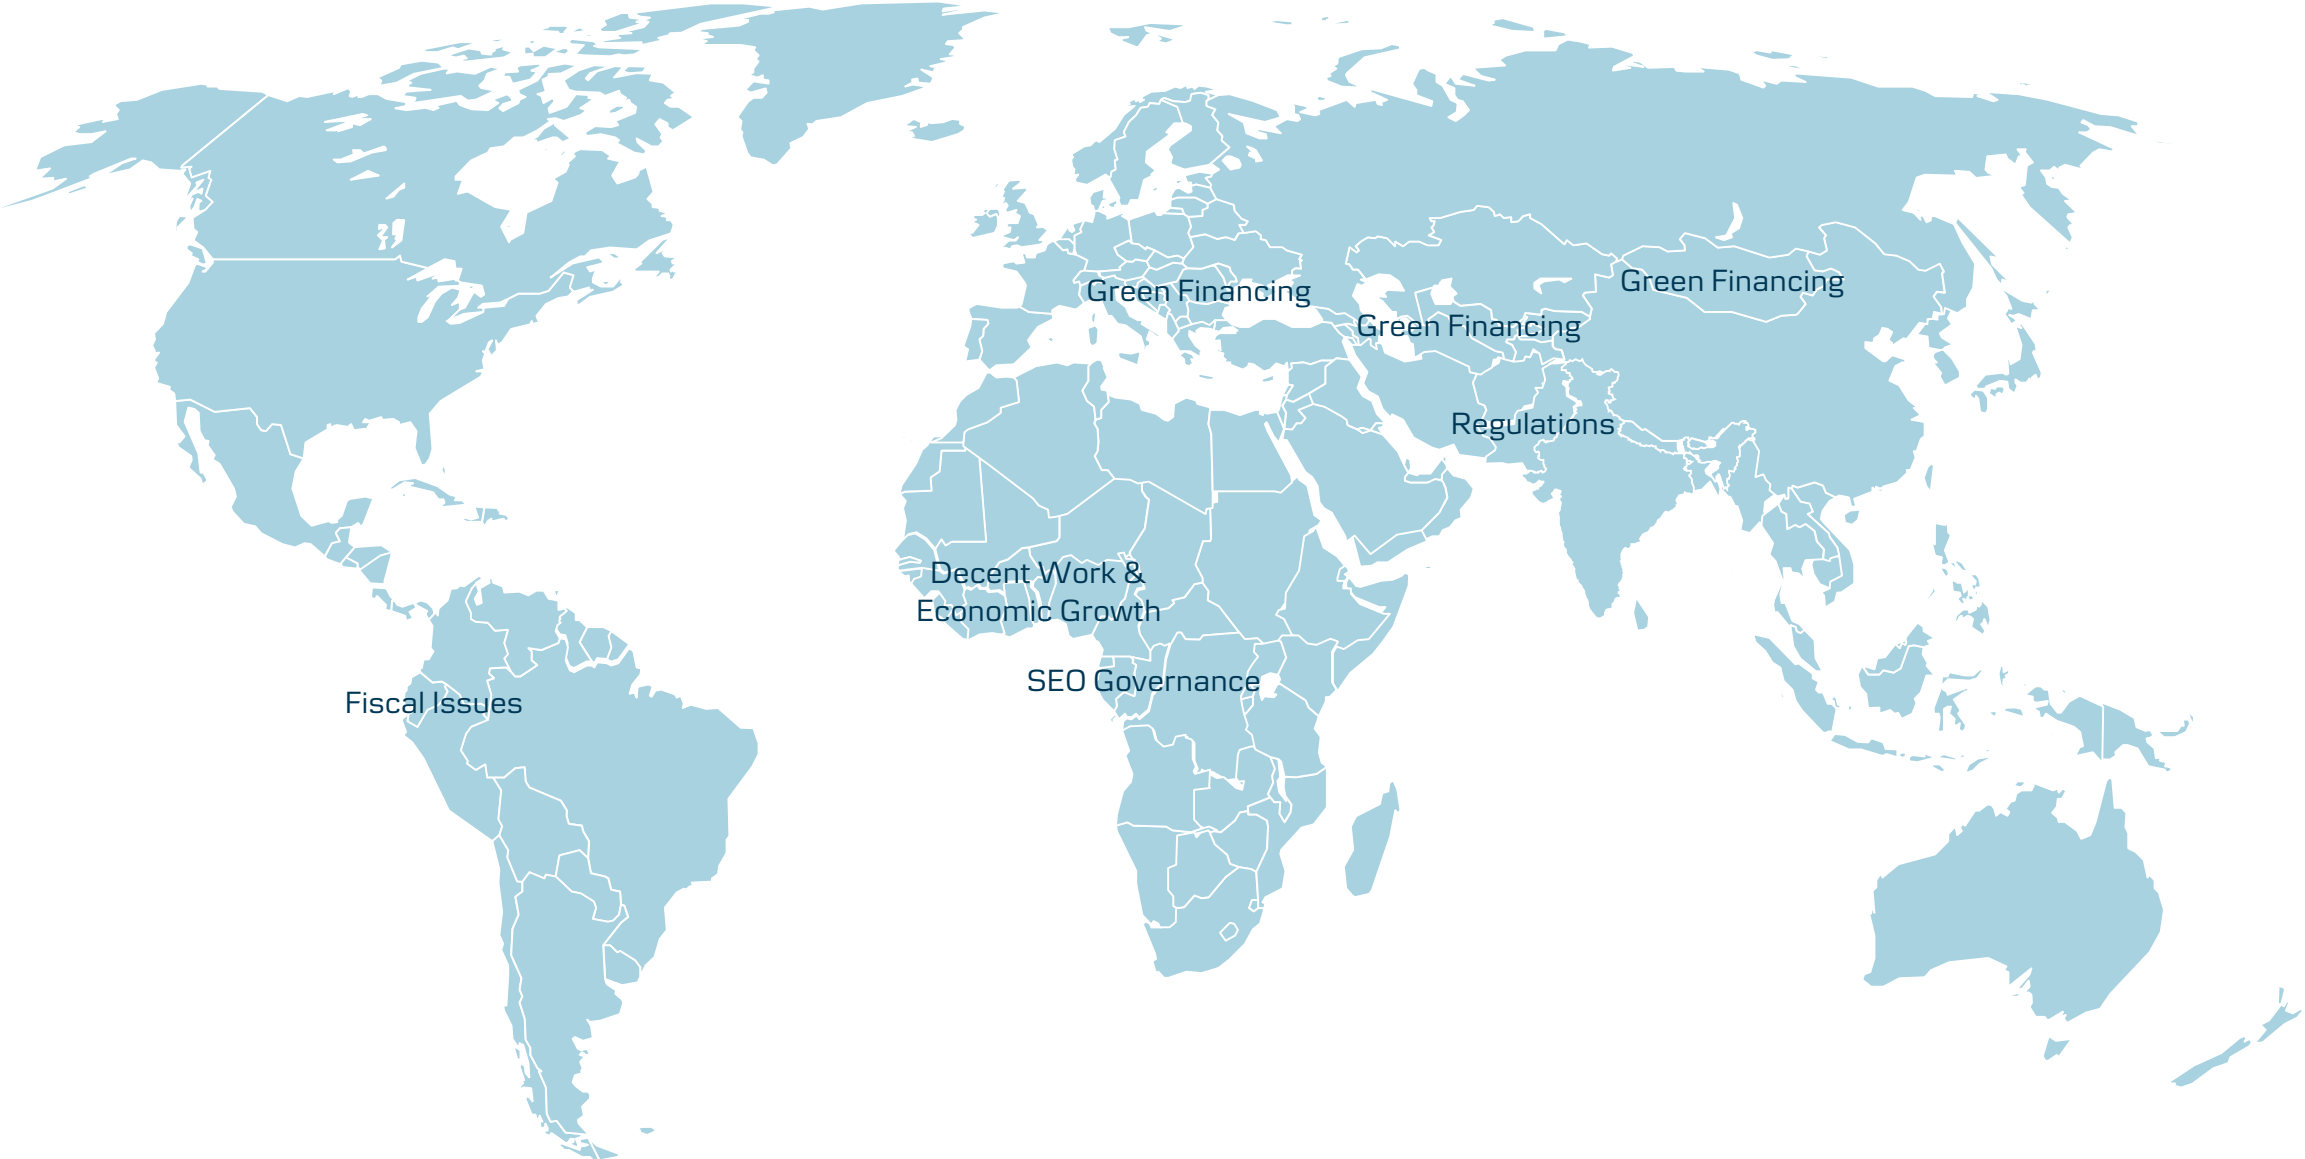 Green Financing
Green Financing
Green Financing
Regulations
Decent Work &
Economic Growth
SEO Governance
Fiscal Issues